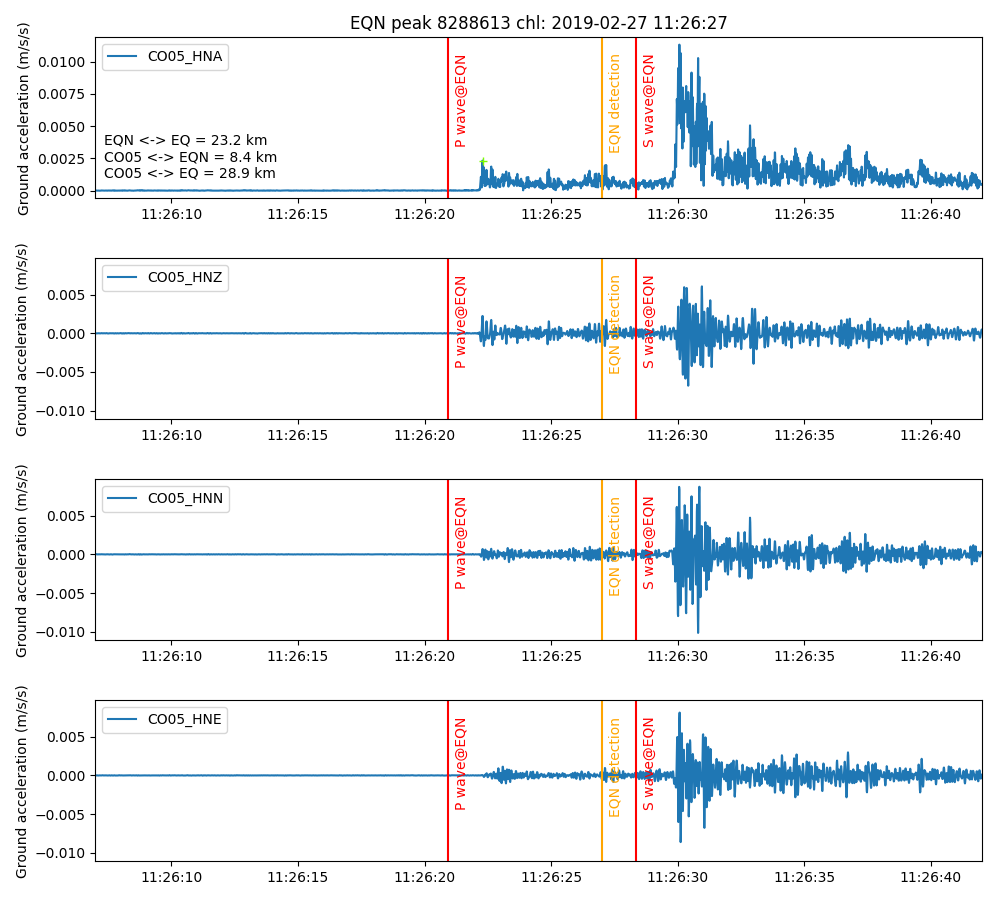 EQN peak 8288613 chl: 2019-02-27 11:26:27
Ground acceleration (m/s/s)
0.0100
0.0075
0.0050
0.0025
0.0000
CO05_HNA
EQN <-> EQ = 23.2 km
CO05 <-> EQN = 8.4 km
CO05 <-> EQ = 28.9 km
P wave@EQN
EQN detection
S wave@EQN
11:26:10 11:26:15 11:26:20 11:26:25 11:26:30 11:26:35 11:26:40
Ground acceleration (m/s/s)
0.005
0.000
−0.005
−0.010
CO05_HNZ
P wave@EQN
EQN detection
S wave@EQN
11:26:10 11:26:15 11:26:20 11:26:25 11:26:30 11:26:35 11:26:40
Ground acceleration (m/s/s)
0.005
0.000
−0.005
−0.010
CO05_HNN
P wave@EQN
EQN detection
S wave@EQN
11:26:10 11:26:15 11:26:20 11:26:25 11:26:30 11:26:35 11:26:40
Ground acceleration (m/s/s)
0.005
0.000
−0.005
−0.010
CO05_HNE
P wave@EQN
EQN detection
S wave@EQN
11:26:10 11:26:15 11:26:20 11:26:25 11:26:30 11:26:35 11:26:40